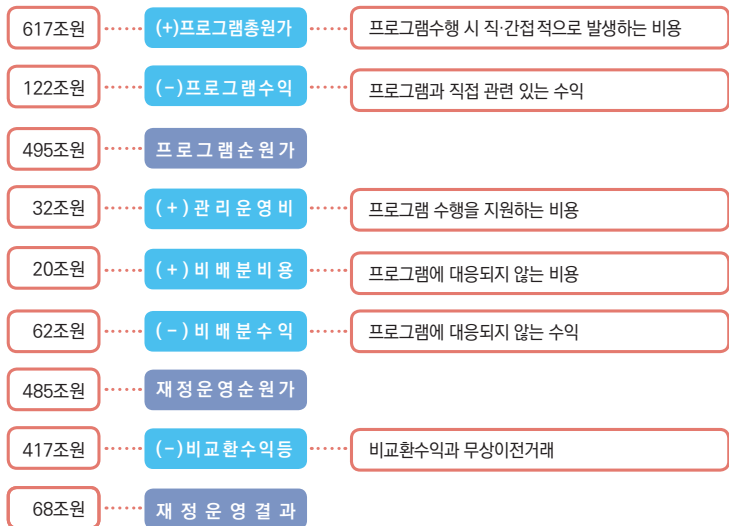 617조원 (+)프로그램총원가 프로그램수행 시 직·간접적으로 발생하는 비용
122조원 (-)프로그램수익 프로그램과 직접 관련 있는 수익
495조원 프로그램순원가
32조원 (+)관리운영비 프로그램 수행을 지원하는 비용
20조원 (+)비배분비용 프로그램에 대응되지 않는 비용
62조원 (-)비배분수익 프로그램에 대응되지 않는 수익
485조원 재정운영순원가
417조원 (-)비교환수익등 비교환수익과 무상이전거래
68조원 재정운영결과